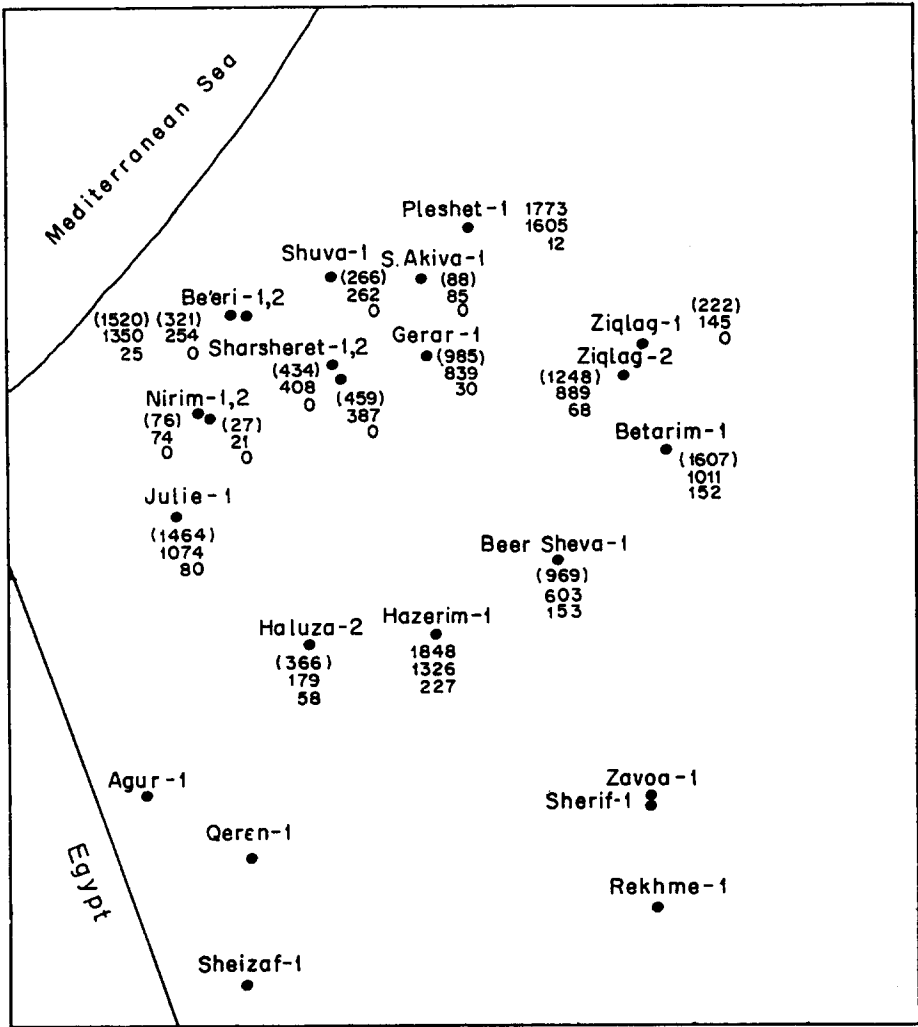 Mediterranean Sea
Pleshet-1 1773
1605
12
Shuva-1
(266)
262
0
S. Akiva-1
(88)
85
0
Be'eri-1,2
(1520) (321)
1350 254
25 0
Sharsheret-1,2
(434)
408
0
(459)
387
0
Gerar-1
(985)
839
30
Ziqlag-1
(222)
145
0
Ziqlag-2
(1248)
889
68
Nirim-1,2
(76)
74
0
(27)
21
0
Betarim-1
(1607)
1011
152
Julie-1
(1464)
1074
80
Beer Sheva-1
(969)
603
153
Haluza-2
(366)
179
58
Hazerim-1
1848
1326
227
Agur-1
Zavoa-1
Sherif-1
Qeren-1
Egypt
Rekhme-1
Sheizaf-1